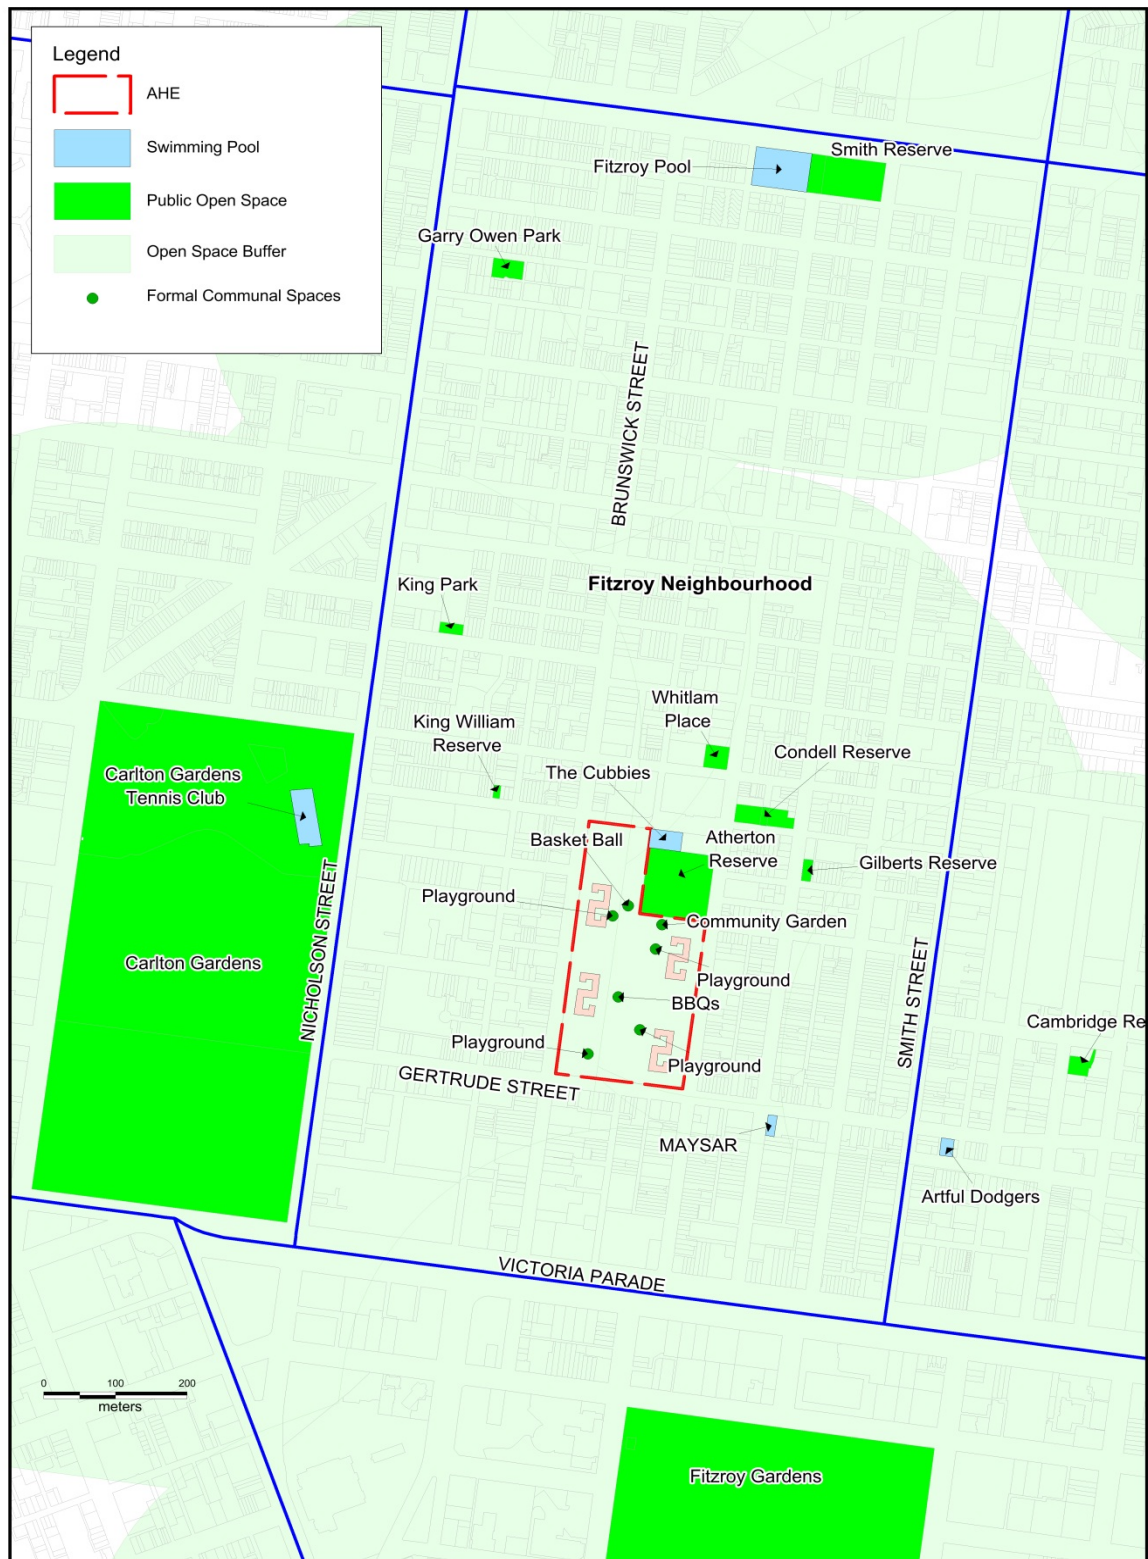 Legend
AHE
Swimming Pool
Public Open Space
Open Space Buffer
Formal Communal Spaces
Smith Reserve
Fitzroy Pool
Garry Owen Park
BRUNSWICK STREET
Fitzroy Neighbourhood
King Park
Whitlam
Place
King William
Reserve
Condell Reserve
The Cubbies
Carlton Gardens
Tennis Club
Basket Ball
Atherton
Reserve
Gilberts Reserve
Playground
Community Garden
Carlton Gardens
NICHOLSON STREET
Playground
BBQs
SMITH STREET
Cambridge Re
Playground
Playground
GERTRUDE STREET
MAYSAR
Artful Dodgers
VICTORIA PARADE
0 100 200
meters
Fitzroy Gardens